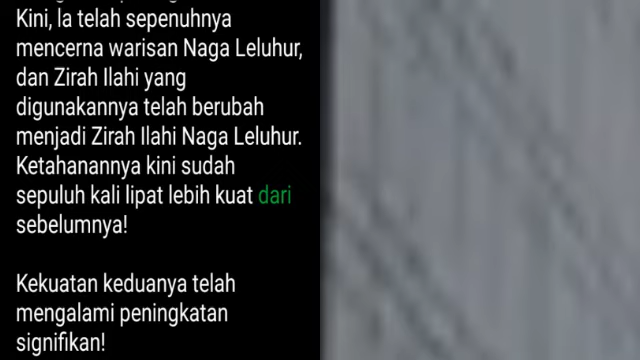 Kini, Ia telah sepenuhnya
mencerna warisan Naga Leluhur,
dan Zirah Ilahi yang
digunakannya telah berubah
menjadi Zirah Ilahi Naga Leluhur.
Ketahanannya kini sudah
sepuluh kali lipat lebih kuat dari
sebelumnya!
Kekuatan keduanya telah
mengalami peningkatan
signifikan!